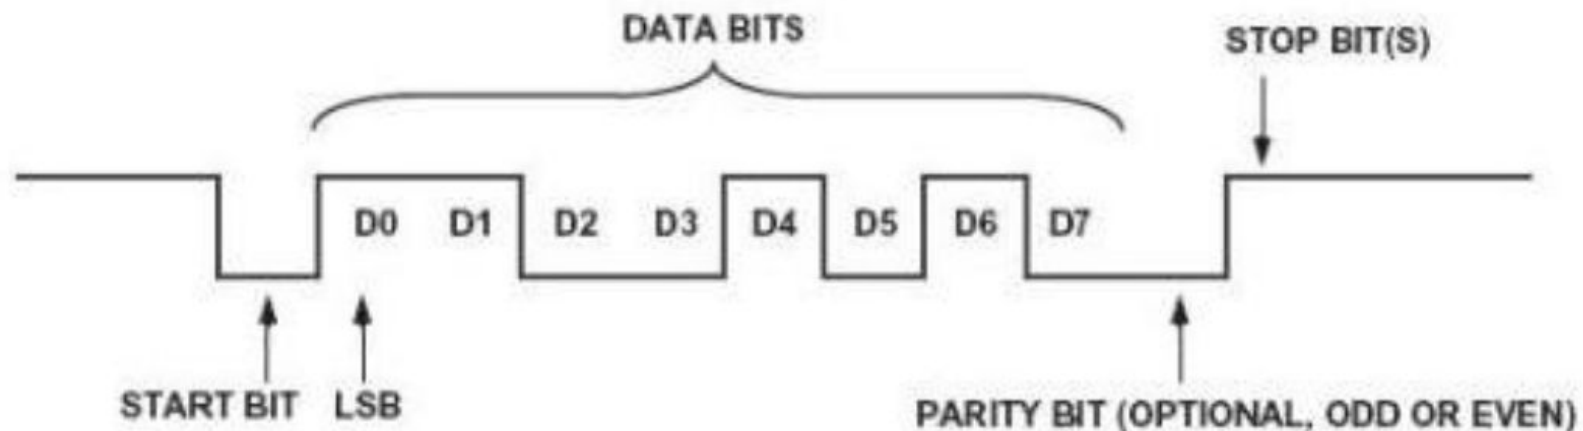 DATA BITS
STOP BIT(S)
D0 D1 D2 D3 D4 D5 D6 D7
START BIT LSB
PARITY BIT (OPTIONAL, ODD OR EVEN)